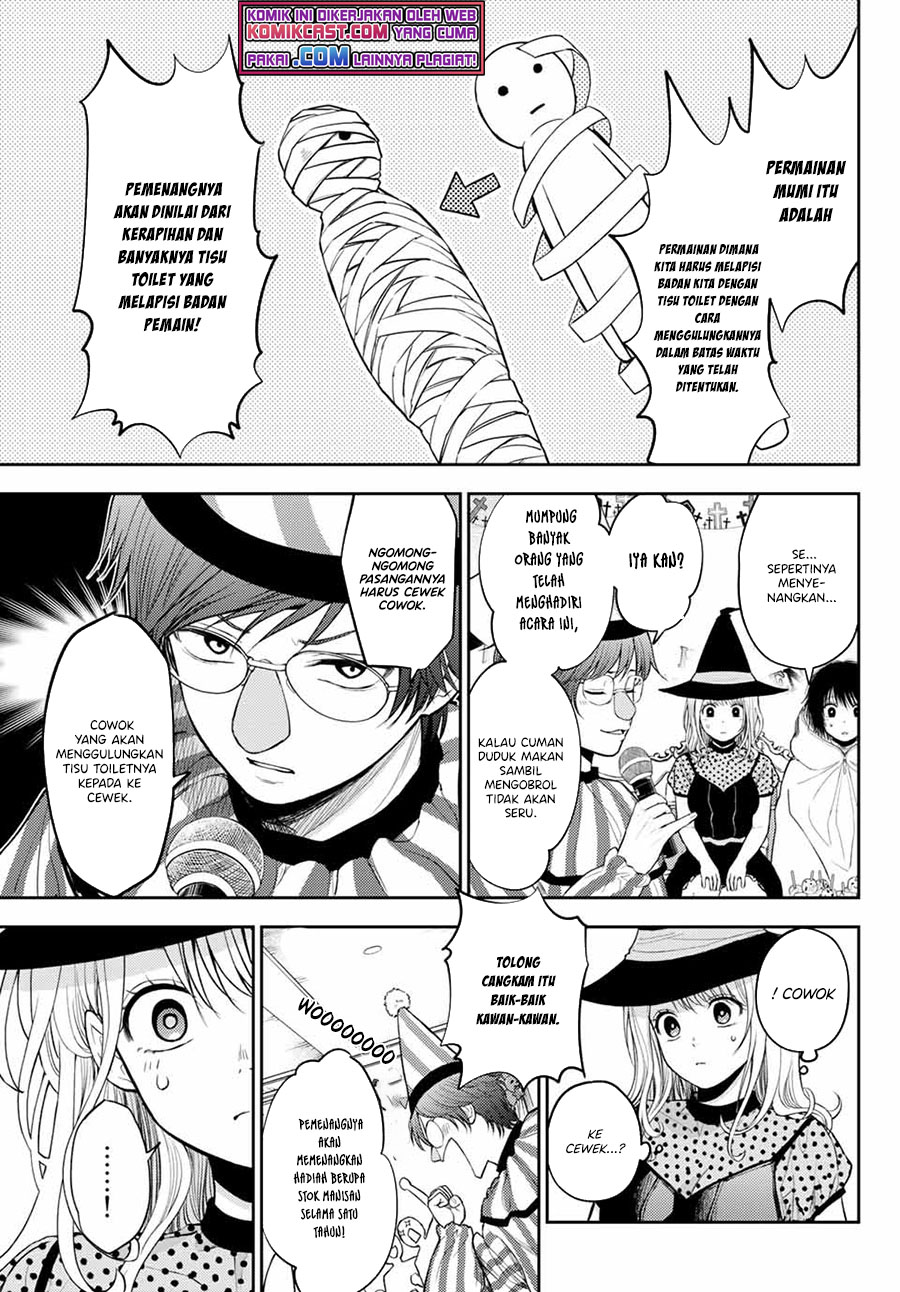 KOMIK INI DIKERJAKAN OLEH WEB
KOMIKCAST.COM YANG CUMA
PAKAI .COM LAINNYA PLAGIAT!
PERMAINAN
MUMI ITU
ADALAH
PERMAINAN DIMANA
KITA HARUS MELAPISI
BADAN KITA DENGAN
TISU TOILET DENGAN
CARA
MENGGULUNGKANNYA
DALAM BATAS WAKTU
YANG TELAH
DITENTUKAN.
PEMENANGNYA
AKAN DINILAI DARI
KERAPIHAN DAN
BANYAKNYA TISU
TOILET YANG
MELAPISI BADAN
PEMAIN!
SE...
SEPERTINYA
MENYE-
NANGKAN...
IYA KAN?
MUMPUNG
BANYAK
ORANG YANG
TELAH
MENGHADIRI
ACARA INI,
KALAU CUMAN
DUDUK MAKAN
SAMBIL
MENGOBROL
TIDAK AKAN
SERU.
NGOMONG-
NGOMONG
PASANGANNYA
HARUS CEWEK
COWOK.
COWOK
YANG AKAN
MENGGULUNGKAN
TISU TOILETNYA
KEPADA KE
CEWEK.
! COWOK
KE
CEWEK...?
TOLONG
CANGKAM ITU
BAIK-BAIK
KAWAN-KAWAN.
WOOOOOOOO
PEMENANGNYA
AKAN
MEMENANGKAN
HADIAH BERUPA
STOK MANISAN
SELAMA SATU
TAHUN!
......!